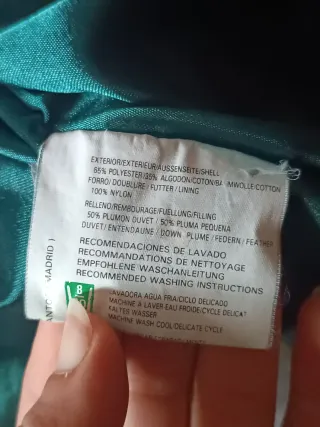 EXTERIOR/EXTERIEUR/AUSSENSEITE/SHELL
65% POLYESTER/35% ALGODON/COTON/BAUMWOLLE-COTTON
FORRO/DOUBLURE/FUTTER/LINING
100% NYLON
RELLENO/REMBOURAGE/FUELLUNG/FILLING
50% PLUMON DUVET/50% PLUMA PEQUENA
DUVET/ENTENDAUNE/DOWN PLUME/FEDERN/FEATHER
RECOMENDACIONES DE LAVADO
RECOMMANDATIONS DE NETTOYAGE
EMPFOHLENE WASCHANLEITUNG
RECOMMENDED WASHING INSTRUCTIONS
LAVADORA AGUA FRIA/CICLO DELICADO
MACHINE À LAVER EAU FROIDE/CYCLE DELICAT
KALTES WASSER
MACHINE WASH COOL/DELICATE CYCLE
MADRID)
8